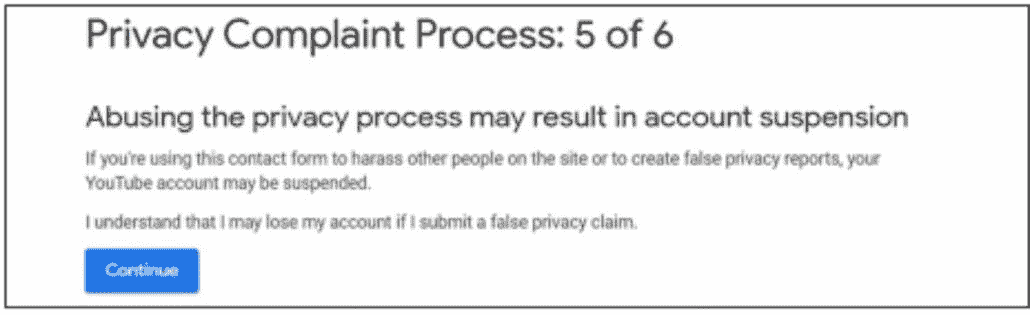 Privacy Complaint Process: 5 of 6
Abusing the privacy process may result in account suspension
If you're using this contact form to harass other people on the site or to create false privacy reports, your
YouTube account may be suspended.
I understand that I may lose my account if I submit a false privacy claim.
Continue